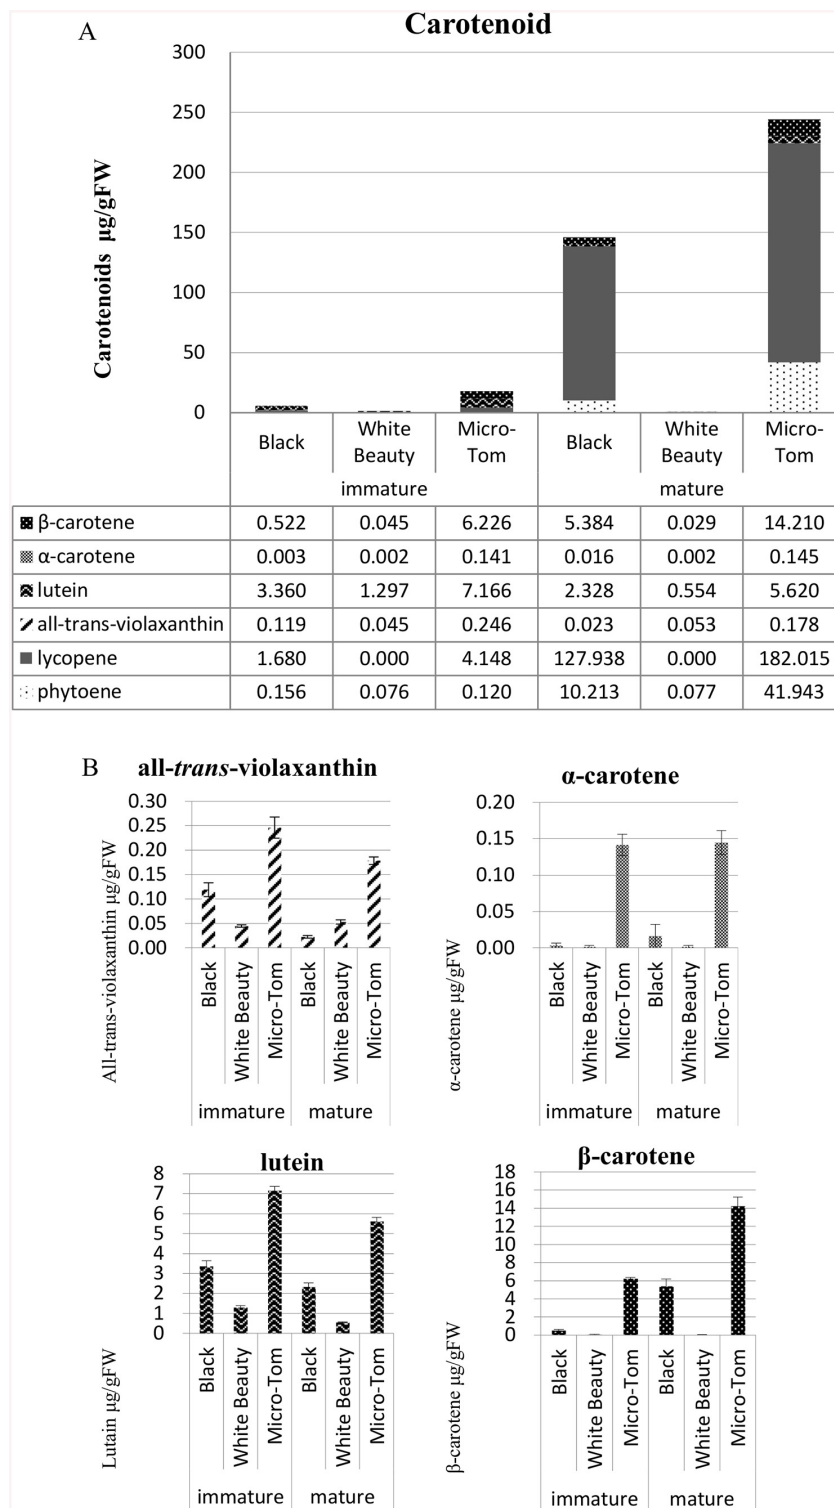 A
Carotenoid
Carotenoids µg/gFW
300
250
200
150
100
50
0
Black White Beauty Micro-Tom Black White Beauty Micro-Tom
immature mature
β-carotene 0.522 0.045 6.226 5.384 0.029 14.210
α-carotene 0.003 0.002 0.141 0.016 0.002 0.145
lutein 3.360 1.297 7.166 2.328 0.554 5.620
all-trans-violaxanthin 0.119 0.045 0.246 0.023 0.053 0.178
lycopene 1.680 0.000 4.148 127.938 0.000 182.015
phytoene 0.156 0.076 0.120 10.213 0.077 41.943
B
all-trans-violaxanthin
All-trans-violaxanthin µg/gFW
0.30
0.25
0.20
0.15
0.10
0.05
0.00
Black White Beauty Micro-Tom Black White Beauty Micro-Tom
immature mature
α-carotene
α-carotene µg/gFW
0.20
0.15
0.10
0.05
0.00
Black White Beauty Micro-Tom Black White Beauty Micro-Tom
immature mature
lutein
Lutain µg/gFW
8
7
6
5
4
3
2
1
0
Black White Beauty Micro-Tom Black White Beauty Micro-Tom
immature mature
β-carotene
β-carotene µg/gFW
18
16
14
12
10
8
6
4
2
0
Black White Beauty Micro-Tom Black White Beauty Micro-Tom
immature mature